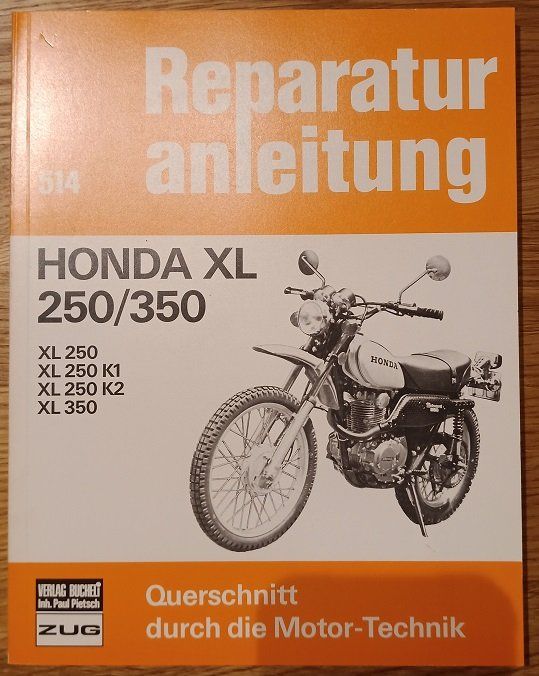 Reparatur
anleitung
514
HONDA XL
250/350
XL 250
XL 250 K1
XL 250 K2
XL 350
HONDA
VERLAG BUCHELI
Inh. Paul Pietsch
ZUG
Querschnitt
durch die Motor-Technik